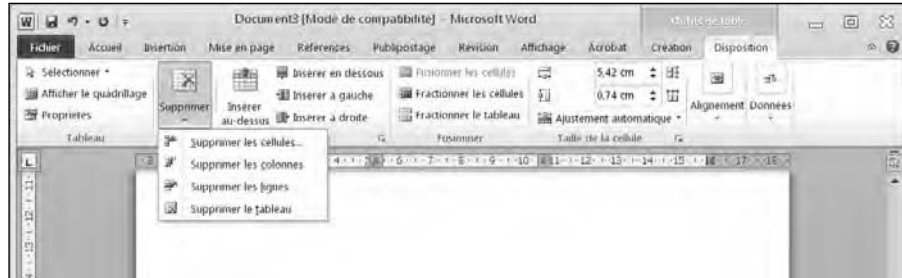 Document3 [Mode de compatibilité] - Microsoft Word Outils de table
Fichier Accueil Insertion Mise en page Références Publipostage Révision Affichage Acrobat Création Disposition
Sélectionner
Afficher le quadrillage
Propriétés
Tableau
Supprimer
Insérer au-dessus
Insérer en dessous
Insérer à gauche
Insérer à droite
Fusionner les cellules
Fractionner les cellules
Fractionner le tableau
Fusionner
5,42 cm
0,74 cm
Ajustement automatique
Taille de la cellule
Alignement Données
Supprimer les cellules...
Supprimer les colonnes
Supprimer les lignes
Supprimer le tableau